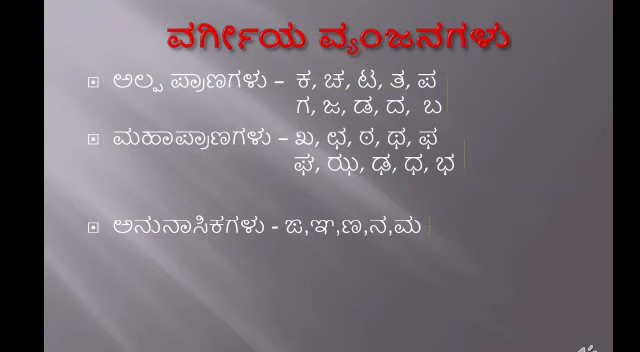 ವರ್ಗೀಯ ವ್ಯಂಜನಗಳು
ಅಲ್ಪ ಪ್ರಾಣಗಳು – ಕ, ಚ, ಟ, ತ, ಪ
ಗ, ಜ, ಡ, ದ, ಬ
ಮಹಾಪ್ರಾಣಗಳು – ಖ, ಛ, ಠ, ಥ, ಫ
ಘ, ಝ, ಢ, ಧ, ಭ
ಅನುನಾಸಿಕಗಳು - ಙ,ಞ,ಣ,ನ,ಮ